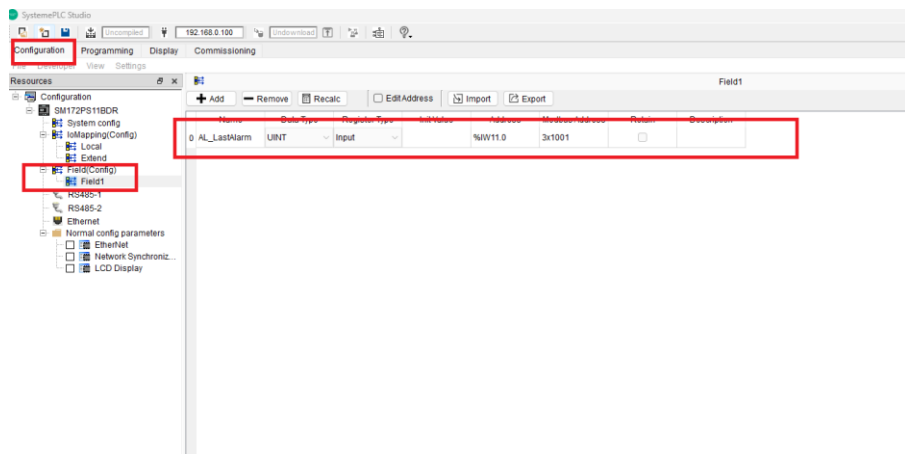 SystemePLC Studio
Uncompiled 192.168.0.100 Undownload
Configuration Programming Display Commissioning
File Developer View Settings
Resources Field1
Configuration
+ Add Remove Recalc EditAddress Import Export
SM172PS11BDR
System config
Name Data Type Register Type Init Value Address Modbus Address Retain Description
IoMapping(Config)
0 AL_LastAlarm UINT Input %IW11.0 3x1001
Local
Extend
Field(Config)
Field1
RS485-1
RS485-2
Ethernet
Normal config parameters
EtherNet
Network Synchroniz...
LCD Display